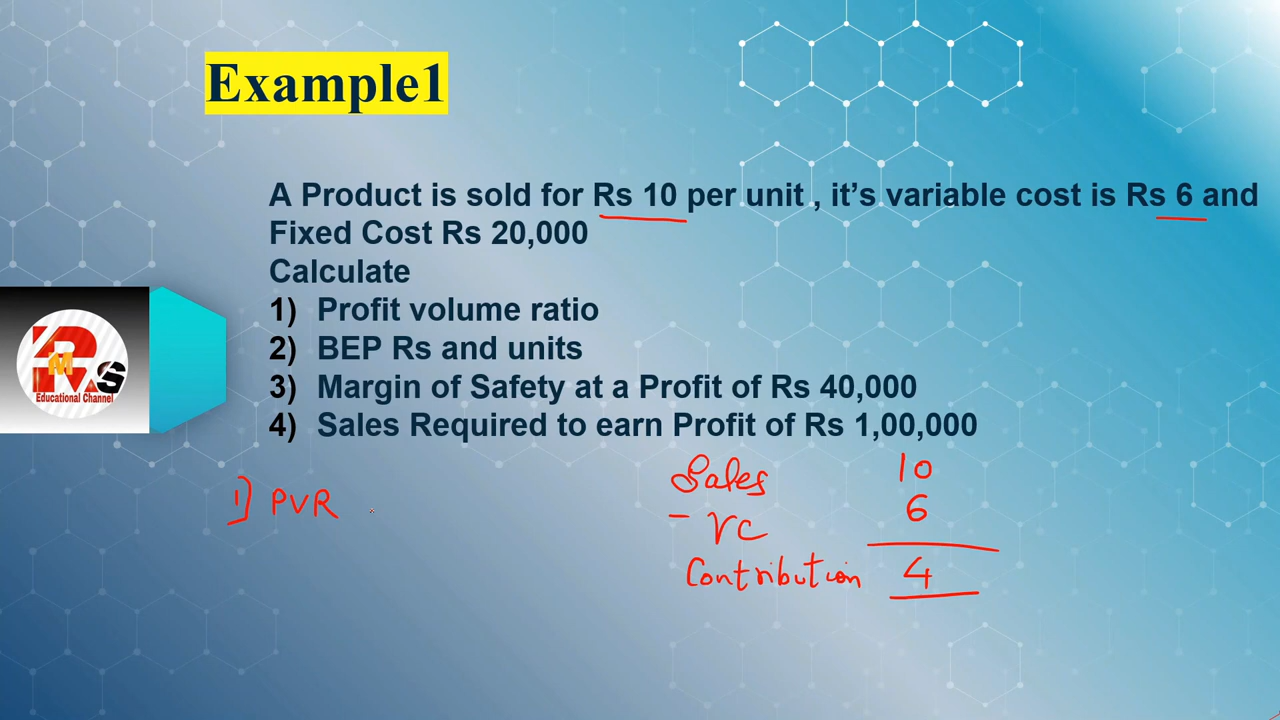 Example1
A Product is sold for Rs 10 per unit , it’s variable cost is Rs 6 and
Fixed Cost Rs 20,000
Calculate
1) Profit volume ratio
2) BEP Rs and units
3) Margin of Safety at a Profit of Rs 40,000
4) Sales Required to earn Profit of Rs 1,00,000
RMS
Educational Channel
1] PVR
Sales 10
- VC 6
Contribution 4